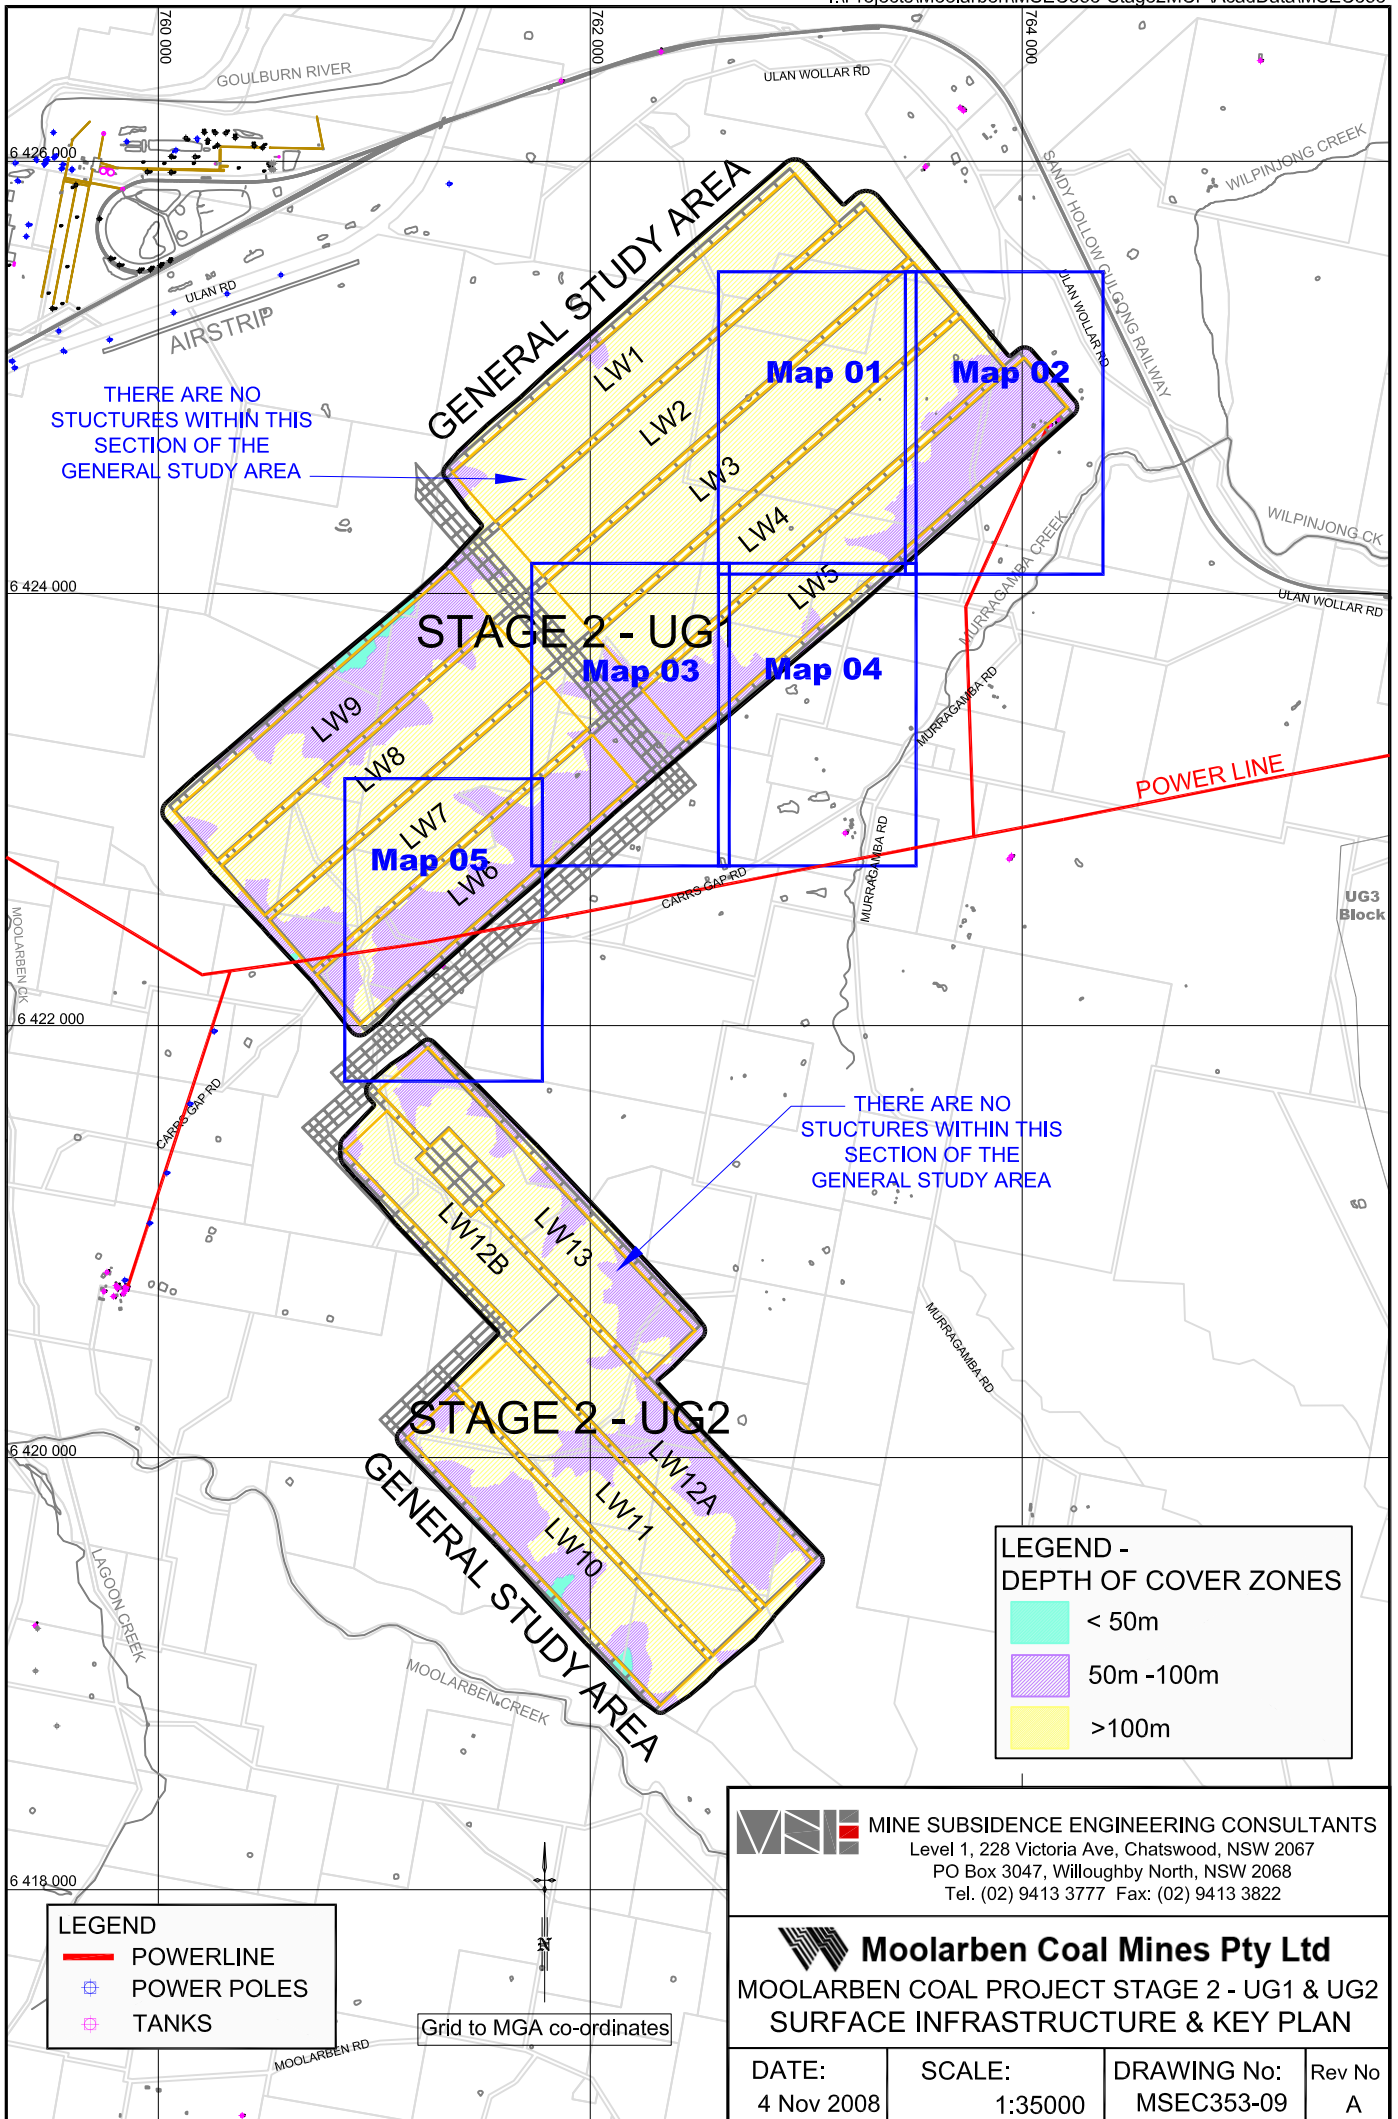 760 000
762 000
764 000
GOULBURN RIVER
ULAN WOLLAR RD
6 426 000
WILPINJONG CREEK
SANDY HOLLOW GULGONG RAILWAY
GENERAL STUDY AREA
ULAN RD
AIRSTRIP
ULAN WOLLAR RD
THERE ARE NO
STUCTURES WITHIN THIS
SECTION OF THE
GENERAL STUDY AREA
LW1
LW2
LW3
LW4
LW5
Map 01
Map 02
WILPINJONG CK
MURRAGAMBA CREEK
6 424 000
ULAN WOLLAR RD
STAGE 2 - UG
Map 03
Map 04
MURRAGAMBA RD
LW9
LW8
LW7
LW6
Map 05
POWER LINE
MURRAGAMBA RD
CARRS GAP RD
UG3
Block
MOOLARBEN CK
6 422 000
CARRS GAP RD
THERE ARE NO
STUCTURES WITHIN THIS
SECTION OF THE
GENERAL STUDY AREA
LW13
LW12B
MURRAGAMBA RD
STAGE 2 - UG2
6 420 000
LW12A
LW11
LW10
GENERAL STUDY AREA
LAGOON CREEK
MOOLARBEN CREEK
LEGEND -
DEPTH OF COVER ZONES
< 50m
50m -100m
>100m
6 418 000
N
LEGEND
POWERLINE
POWER POLES
TANKS
Grid to MGA co-ordinates
MOOLARBEN RD
MINE SUBSIDENCE ENGINEERING CONSULTANTS
Level 1, 228 Victoria Ave, Chatswood, NSW 2067
PO Box 3047, Willoughby North, NSW 2068
Tel. (02) 9413 3777 Fax: (02) 9413 3822
Moolarben Coal Mines Pty Ltd
MOOLARBEN COAL PROJECT STAGE 2 - UG1 & UG2
SURFACE INFRASTRUCTURE & KEY PLAN
DATE:
4 Nov 2008
SCALE:
1:35000
DRAWING No:
MSEC353-09
Rev No
A